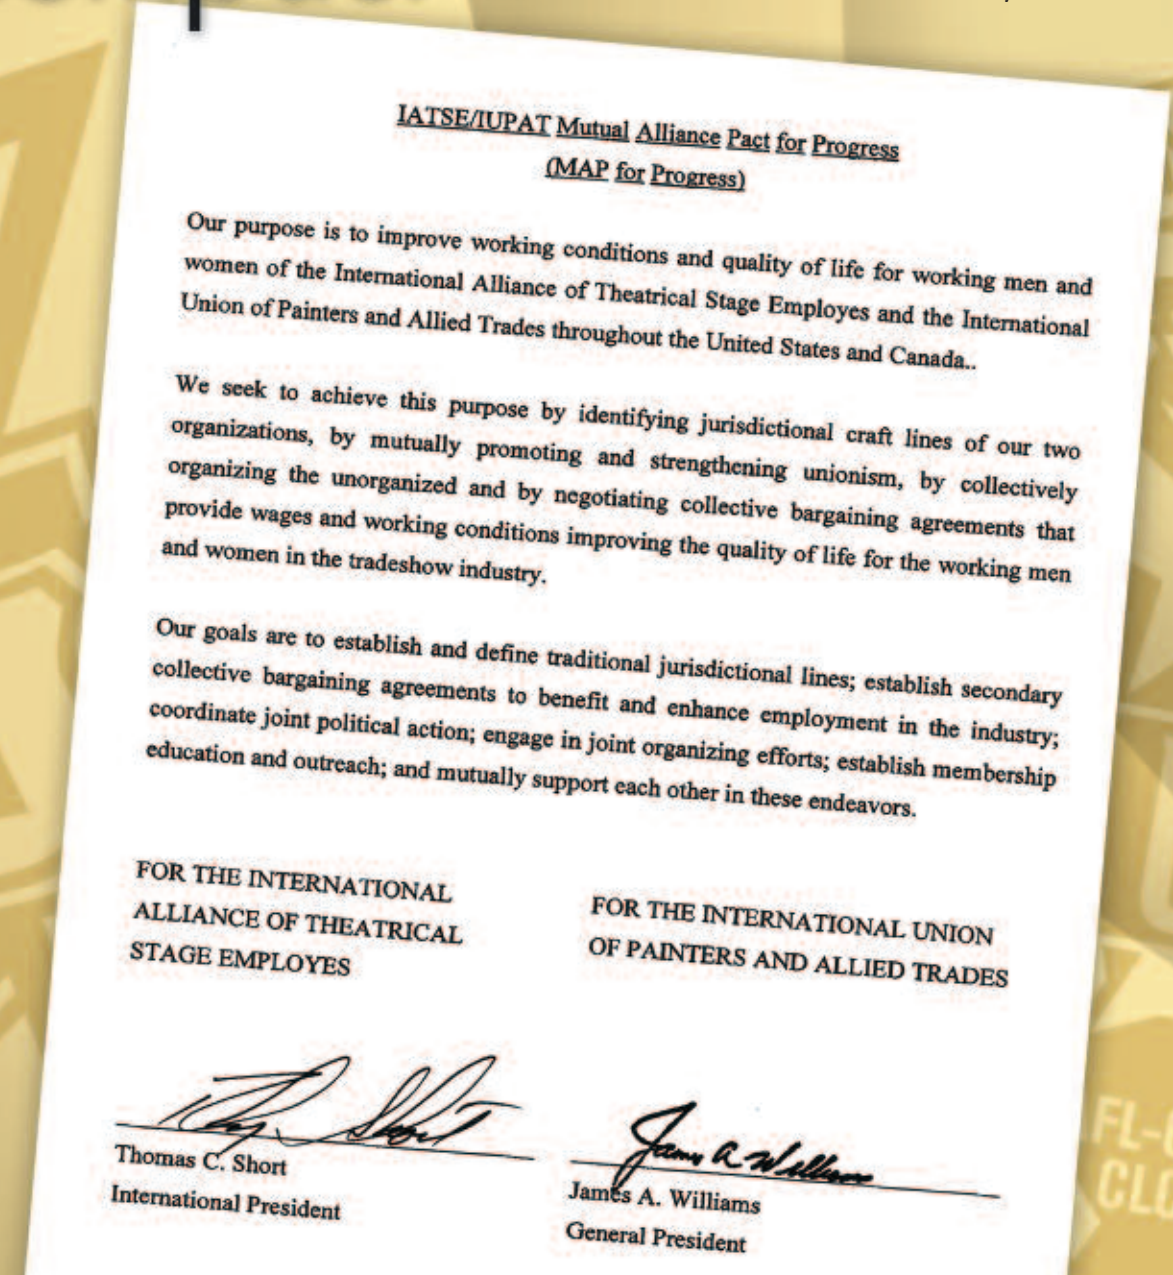 IATSE/IUPAT Mutual Alliance Pact for Progress
(MAP for Progress)
Our purpose is to improve working conditions and quality of life for working men and
women of the International Alliance of Theatrical Stage Employes and the International
Union of Painters and Allied Trades throughout the United States and Canada..
We seek to achieve this purpose by identifying jurisdictional craft lines of our two
organizations, by mutually promoting and strengthening unionism, by collectively
organizing the unorganized and by negotiating collective bargaining agreements that
provide wages and working conditions improving the quality of life for the working men
and women in the tradeshow industry.
Our goals are to establish and define traditional jurisdictional lines; establish secondary
collective bargaining agreements to benefit and enhance employment in the industry;
coordinate joint political action; engage in joint organizing efforts; establish membership
education and outreach; and mutually support each other in these endeavors.
FOR THE INTERNATIONAL
ALLIANCE OF THEATRICAL
STAGE EMPLOYES
FOR THE INTERNATIONAL UNION
OF PAINTERS AND ALLIED TRADES
Short
James A. Williams
Thomas C. Short
International President
James A. Williams
General President
FL-
CL